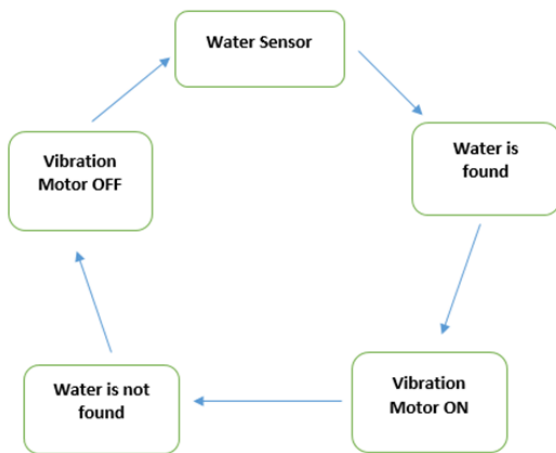 Water Sensor
Water is
found
Vibration
Motor ON
Water is not
found
Vibration
Motor OFF